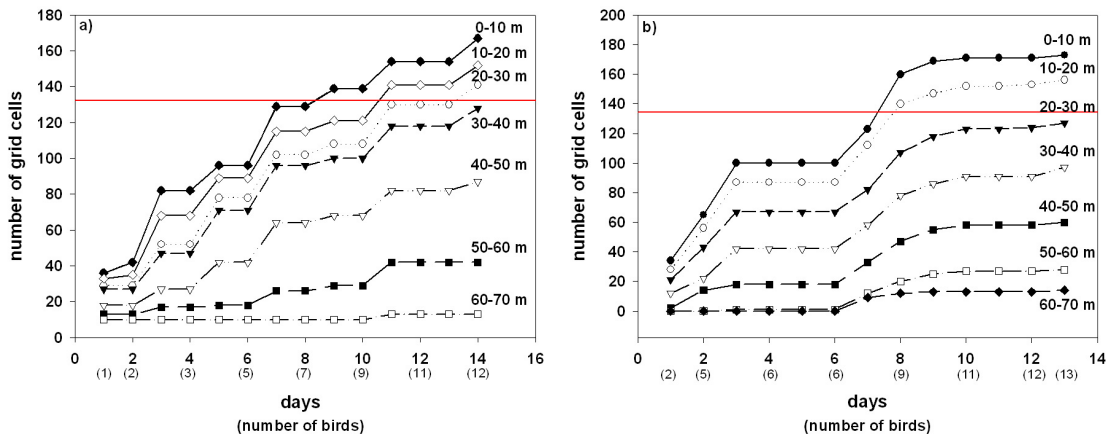 a)
number of grid cells
180
160
140
120
100
80
60
40
20
0
0-10 m
10-20 m
20-30 m
30-40 m
40-50 m
50-60 m
60-70 m
0 2 4 6 8 10 12 14 16
(1) (2) (3) (5) (7) (9) (11) (12)
days
(number of birds)
b)
number of grid cells
200
180
160
140
120
100
80
60
40
20
0
0-10 m
10-20 m
20-30 m
30-40 m
40-50 m
50-60 m
60-70 m
0 2 4 6 8 10 12 14
(2) (5) (6) (6) (9) (11) (12) (13)
days
(number of birds)